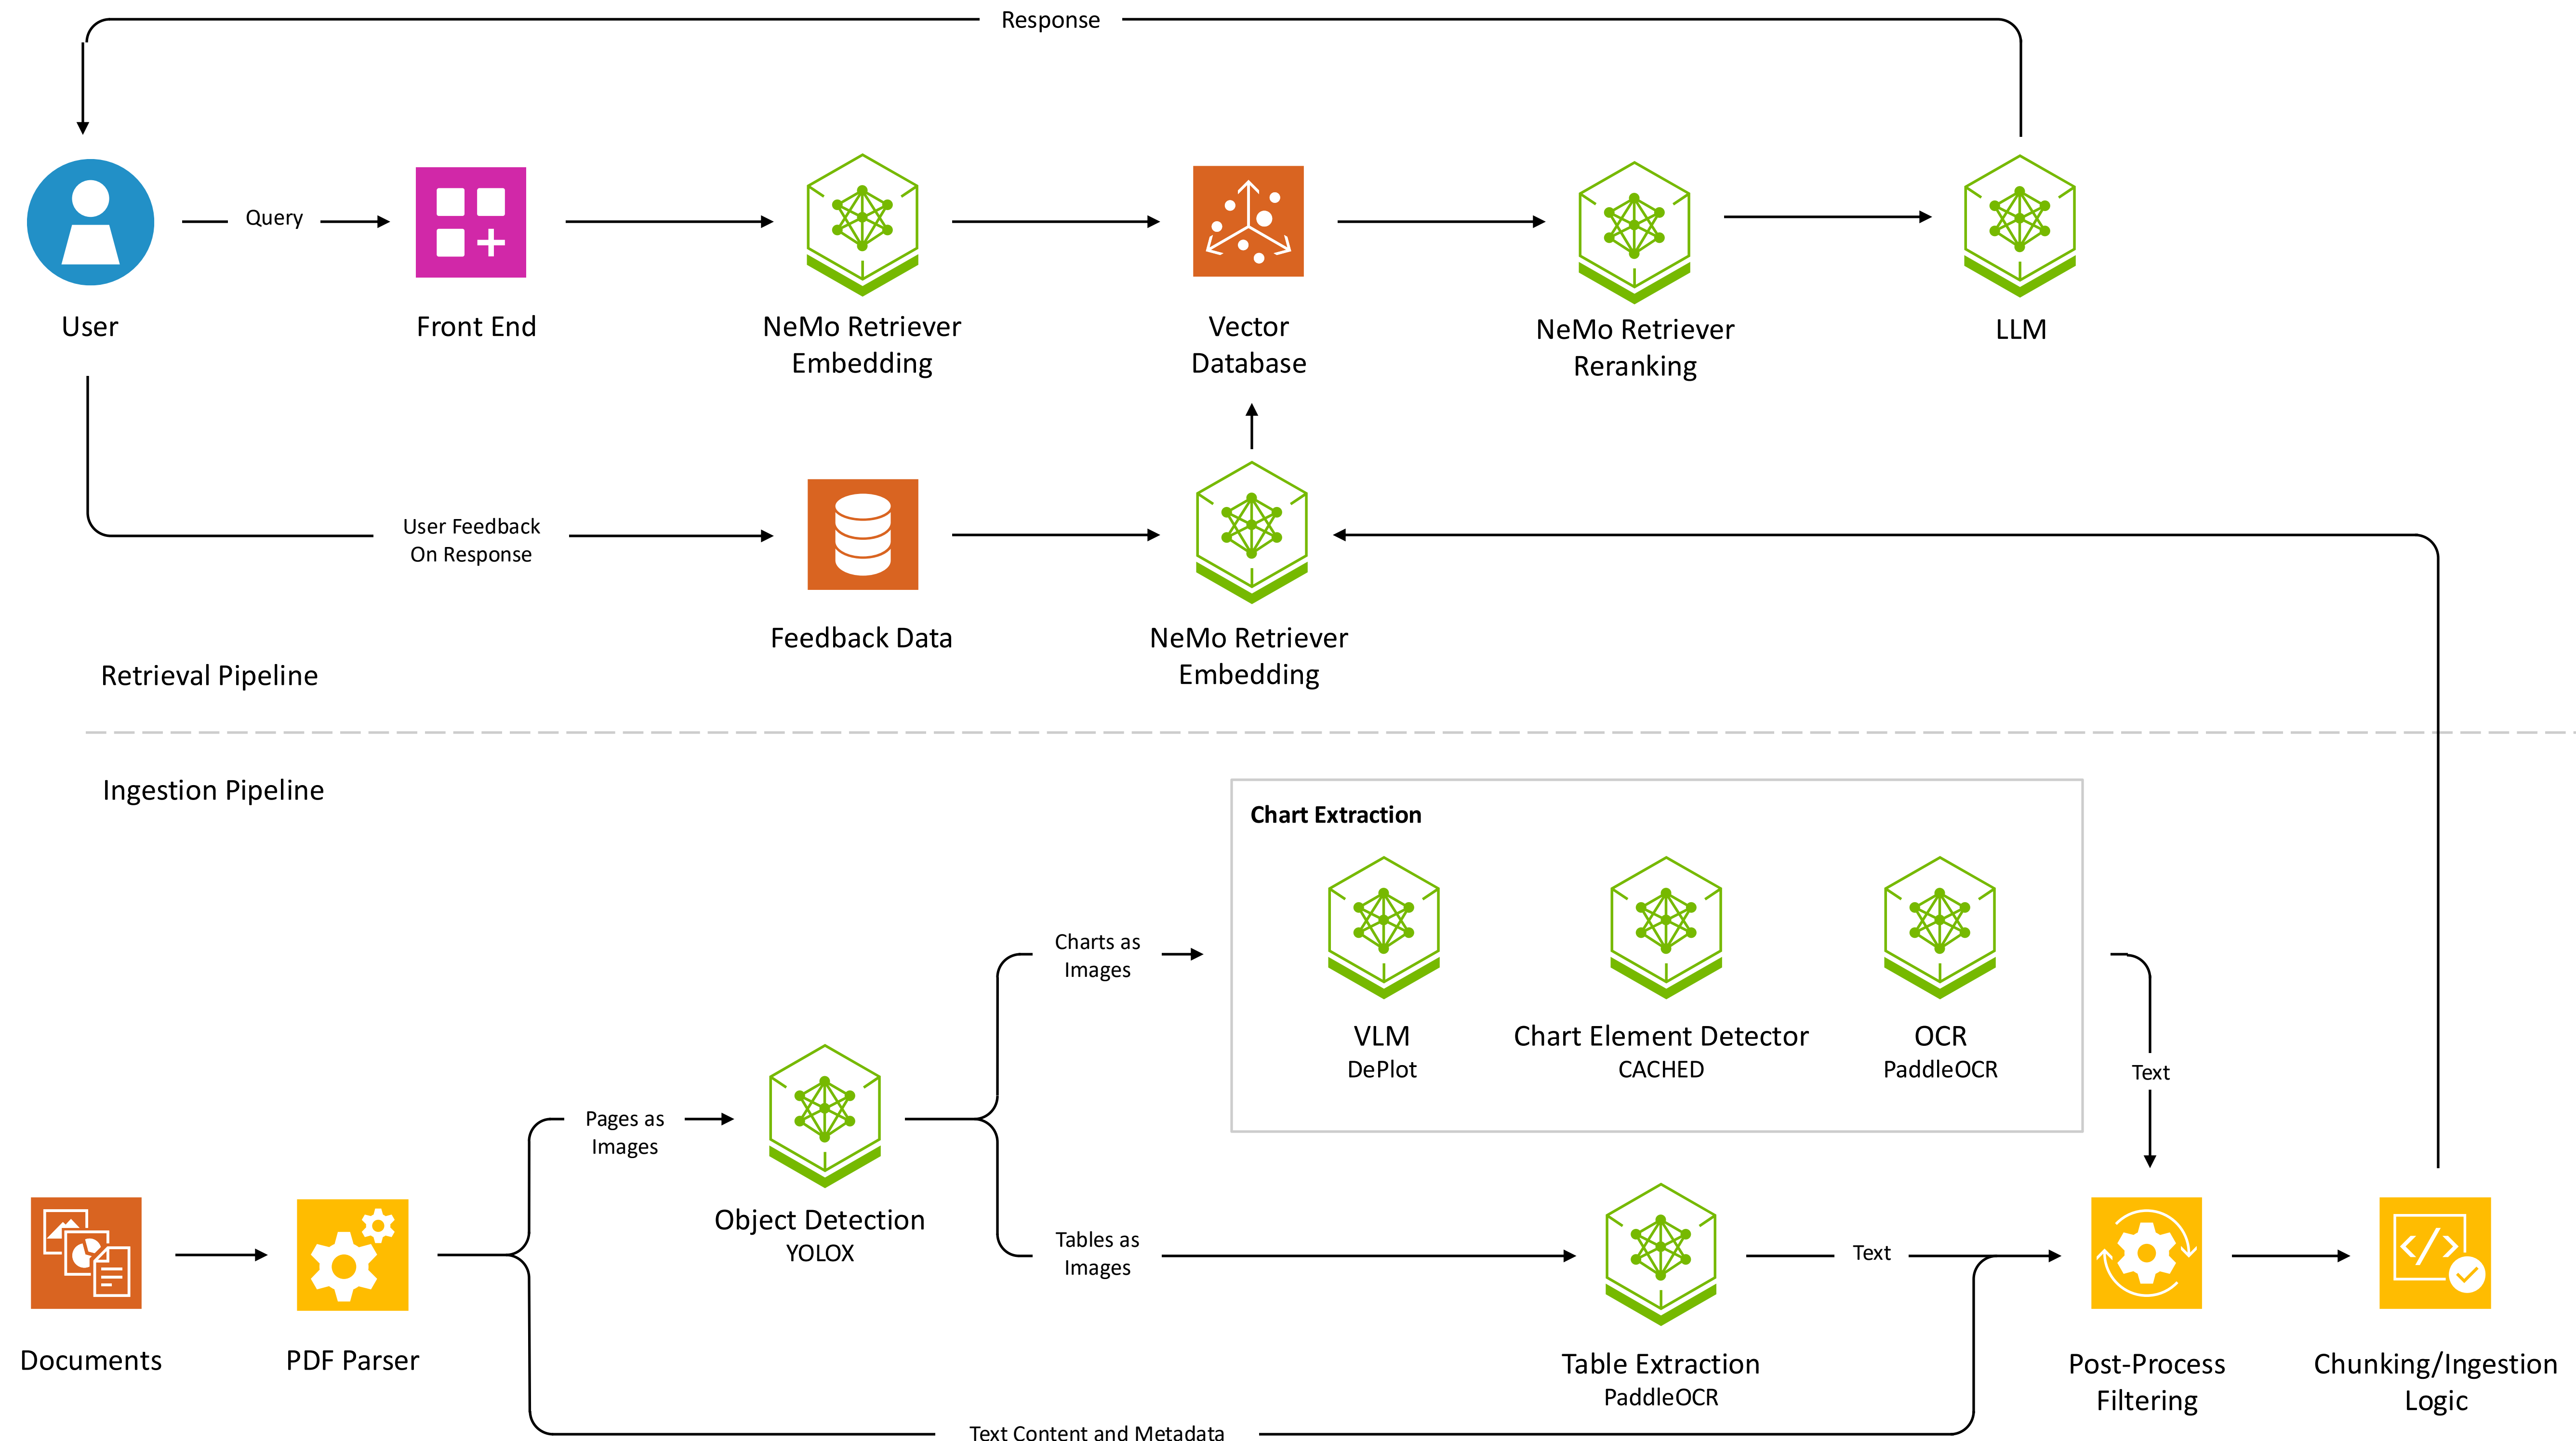 Response
Query
User
Front End
NeMo Retriever
Embedding
Vector
Database
NeMo Retriever
Reranking
LLM
User Feedback
On Response
Feedback Data
NeMo Retriever
Embedding
Retrieval Pipeline
Ingestion Pipeline
Chart Extraction
VLM
DePlot
Chart Element Detector
CACHED
OCR
PaddleOCR
Charts as
Images
Text
Pages as
Images
Object Detection
YOLOX
Tables as
Images
Text
Documents
PDF Parser
Table Extraction
PaddleOCR
Post-Process
Filtering
Chunking/Ingestion
Logic
Text Content and Metadata